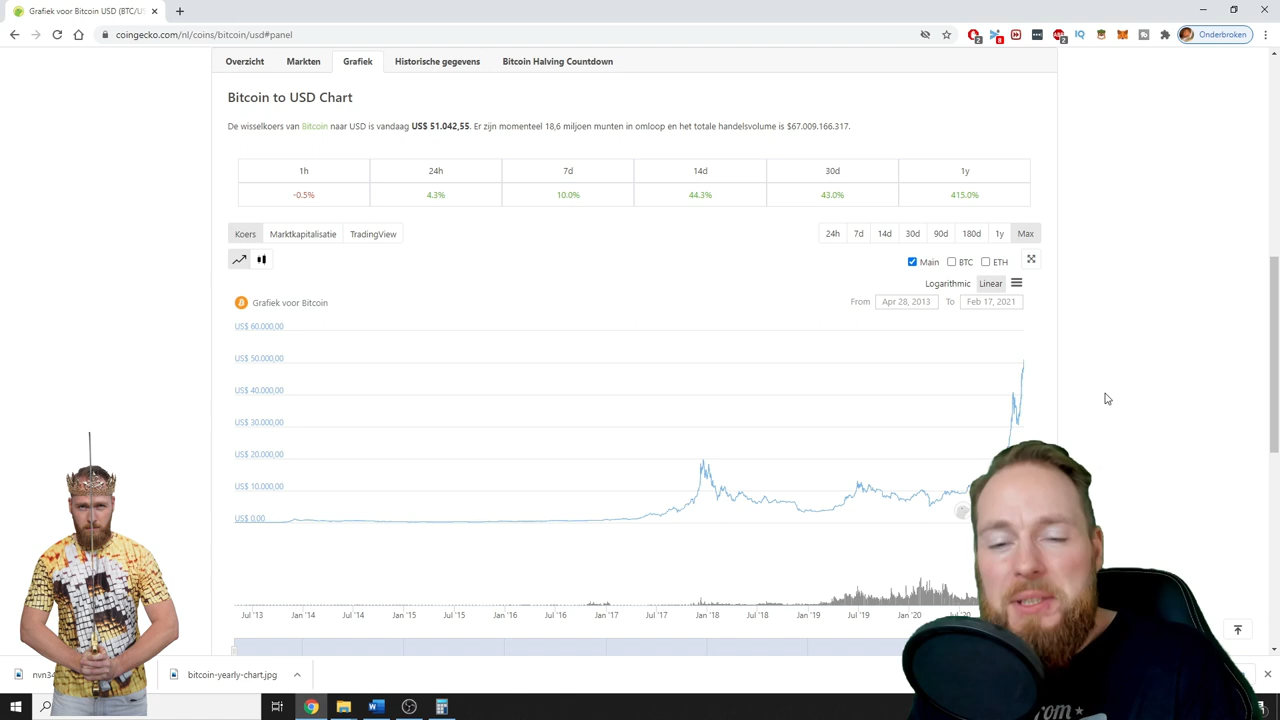 Grafiek voor Bitcoin USD (BTC/U
coingecko.com/nl/coins/bitcoin/usd#panel
2
8
2
IQ
Onderbroken
Overzicht
Markten
Grafiek
Historische gegevens
Bitcoin Halving Countdown
Bitcoin to USD Chart
De wisselkoers van Bitcoin naar USD is vandaag US$ 51.042,55. Er zijn momenteel 18,6 miljoen munten in omloop en het totale handelsvolume is $67.009.166.317.
1h 24h 7d 14d 30d 1y
-0.5% 4.3% 10.0% 44.3% 43.0% 415.0%
Koers Marktkapitalisatie TradingView
24h 7d 14d 30d 90d 180d 1y Max
Main BTC ETH
Logarithmic Linear
Grafiek voor Bitcoin
From Apr 28, 2013 To Feb 17, 2021
US$ 60.000,00
US$ 50.000,00
US$ 40.000,00
US$ 30.000,00
US$ 20.000,00
US$ 10.000,00
US$ 0,00
Jul '13 Jan '14 Jul '14 Jan '15 Jul '15 Jan '16 Jul '16 Jan '17 Jul '17 Jan '18 Jul '18 Jan '19 Jul '19 Jan '20 Jul '20
nvn34
bitcoin-yearly-chart.jpg
.com